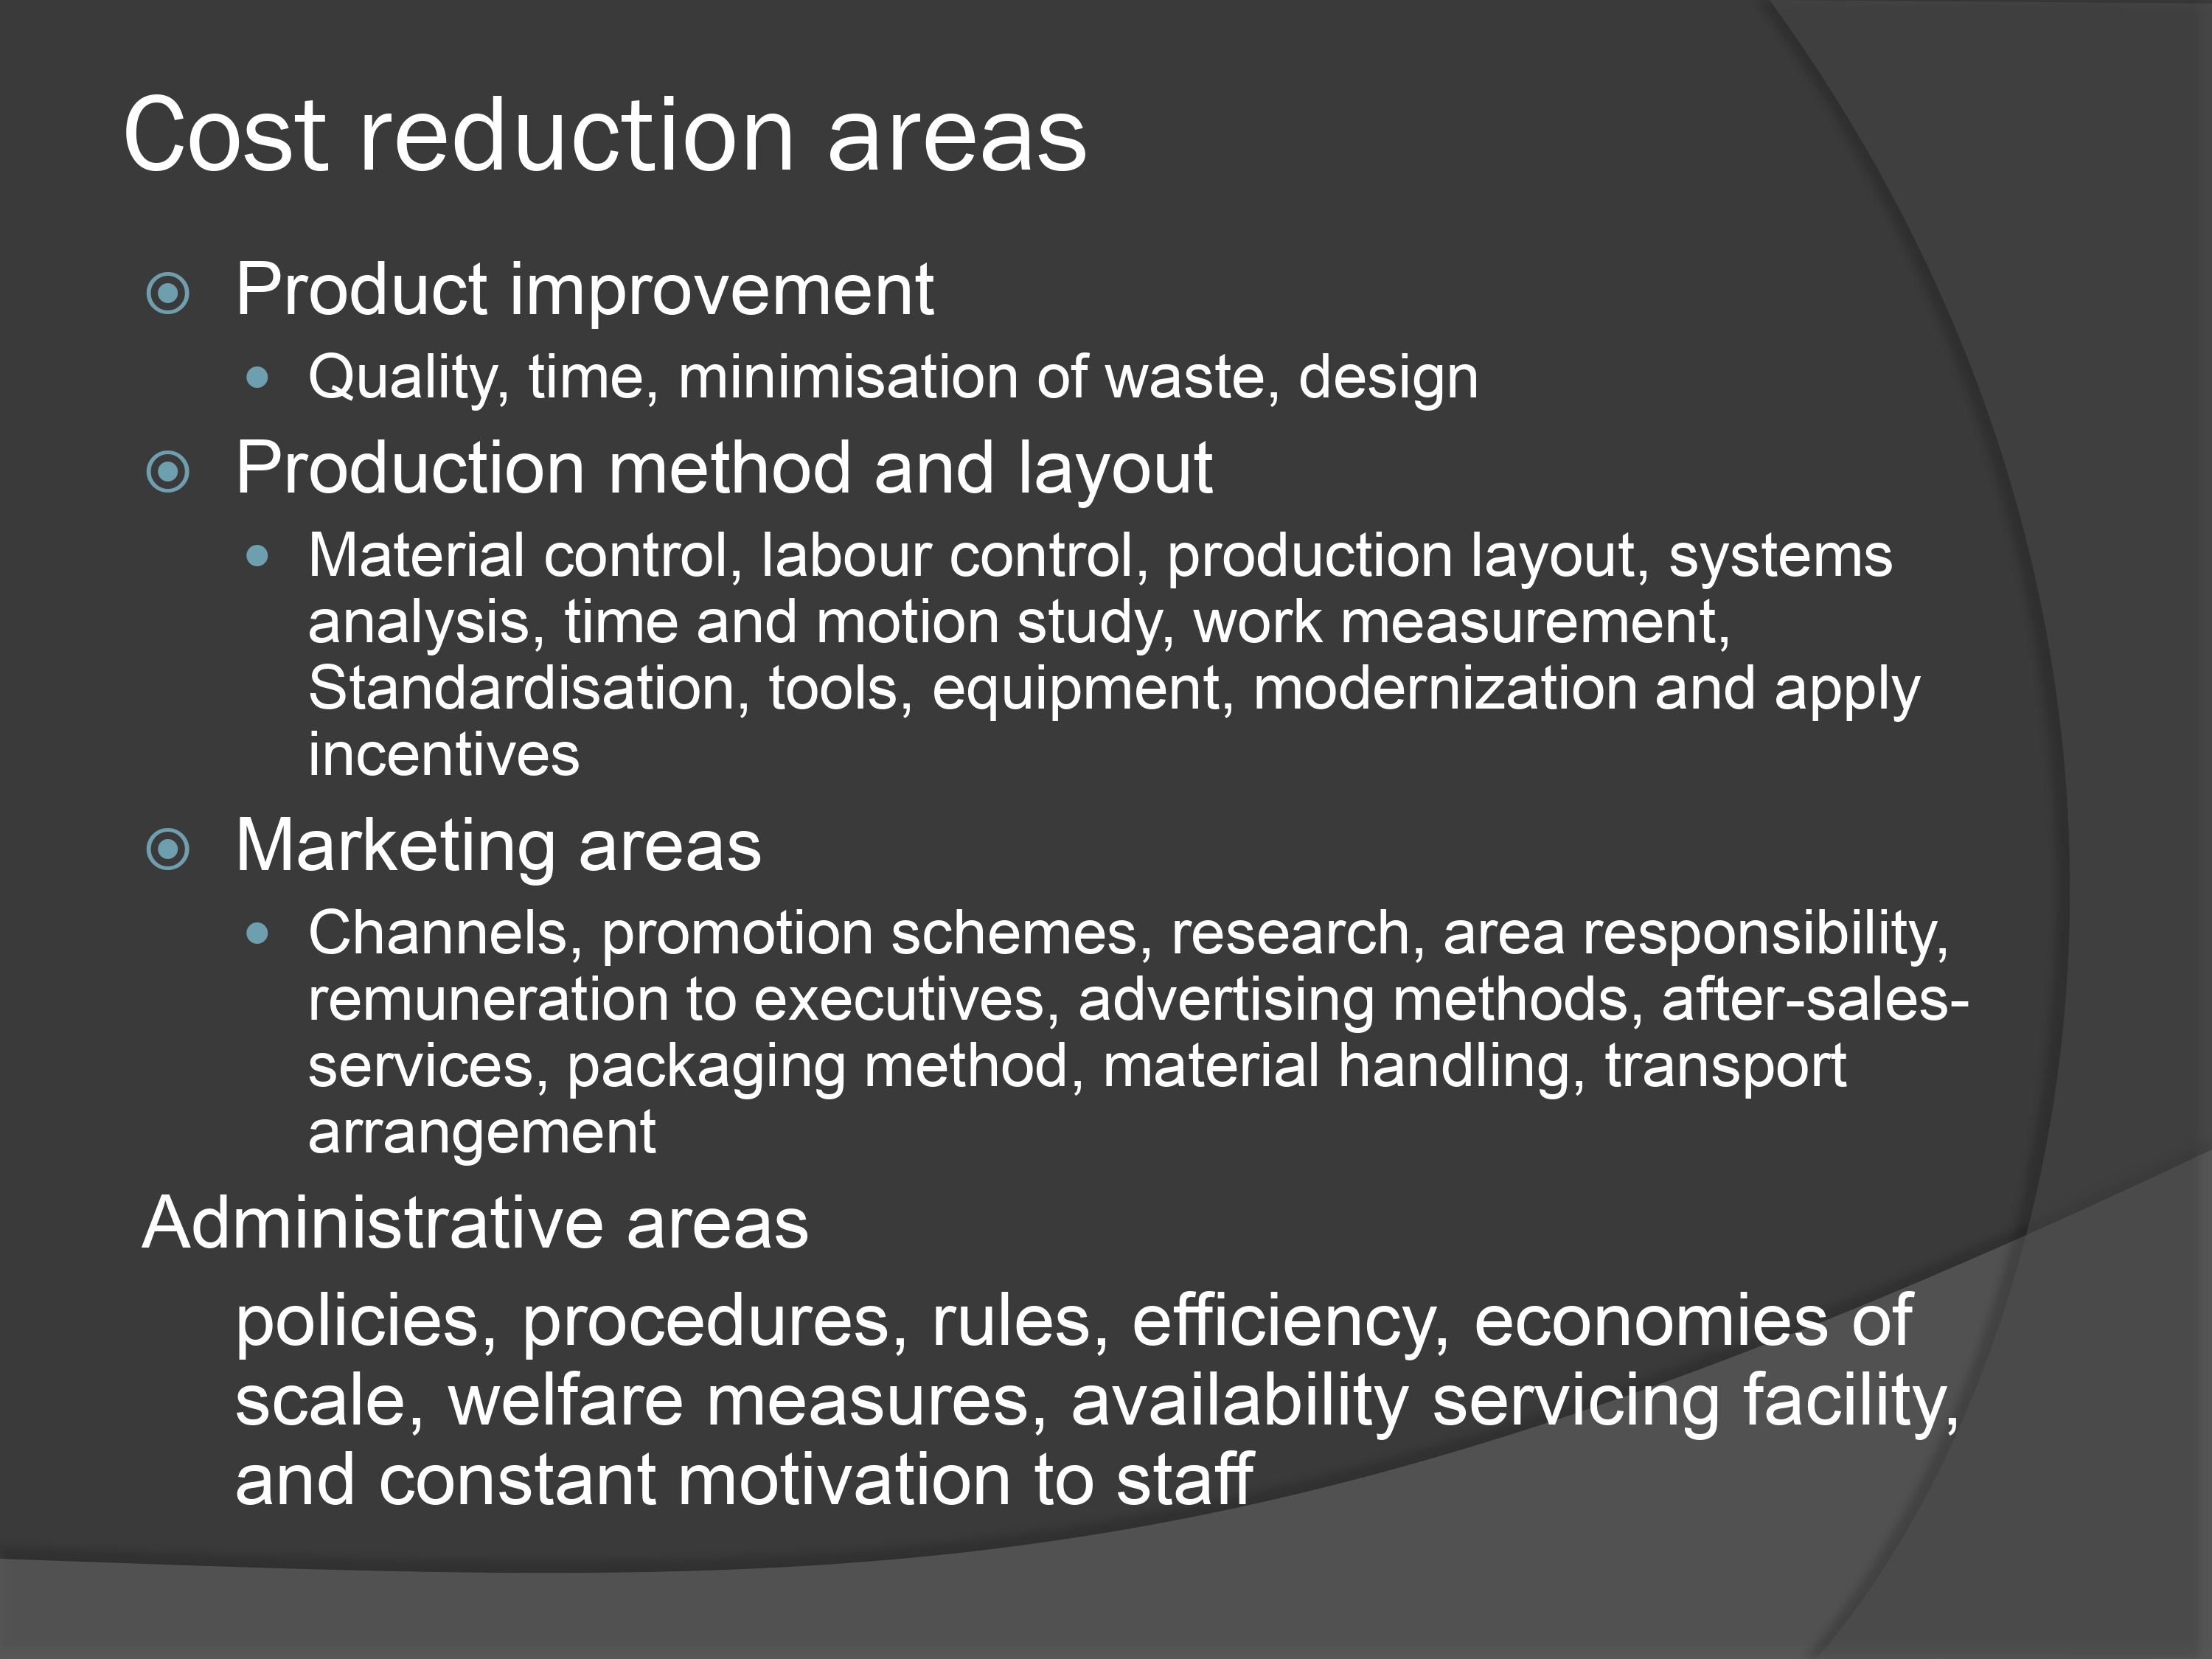 Cost reduction areas
Product improvement
Quality, time, minimisation of waste, design
Production method and layout
Material control, labour control, production layout, systems
analysis, time and motion study, work measurement,
Standardisation, tools, equipment, modernization and apply
incentives
Marketing areas
Channels, promotion schemes, research, area responsibility,
remuneration to executives, advertising methods, after-sales-
services, packaging method, material handling, transport
arrangement
Administrative areas
policies, procedures, rules, efficiency, economies of
scale, welfare measures, availability servicing facility,
and constant motivation to staff